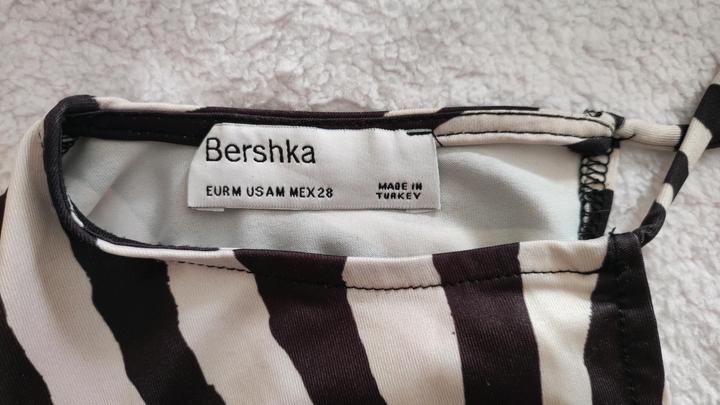 Bershka
EUR M USA M MEX 28
MADE IN
TURKEY